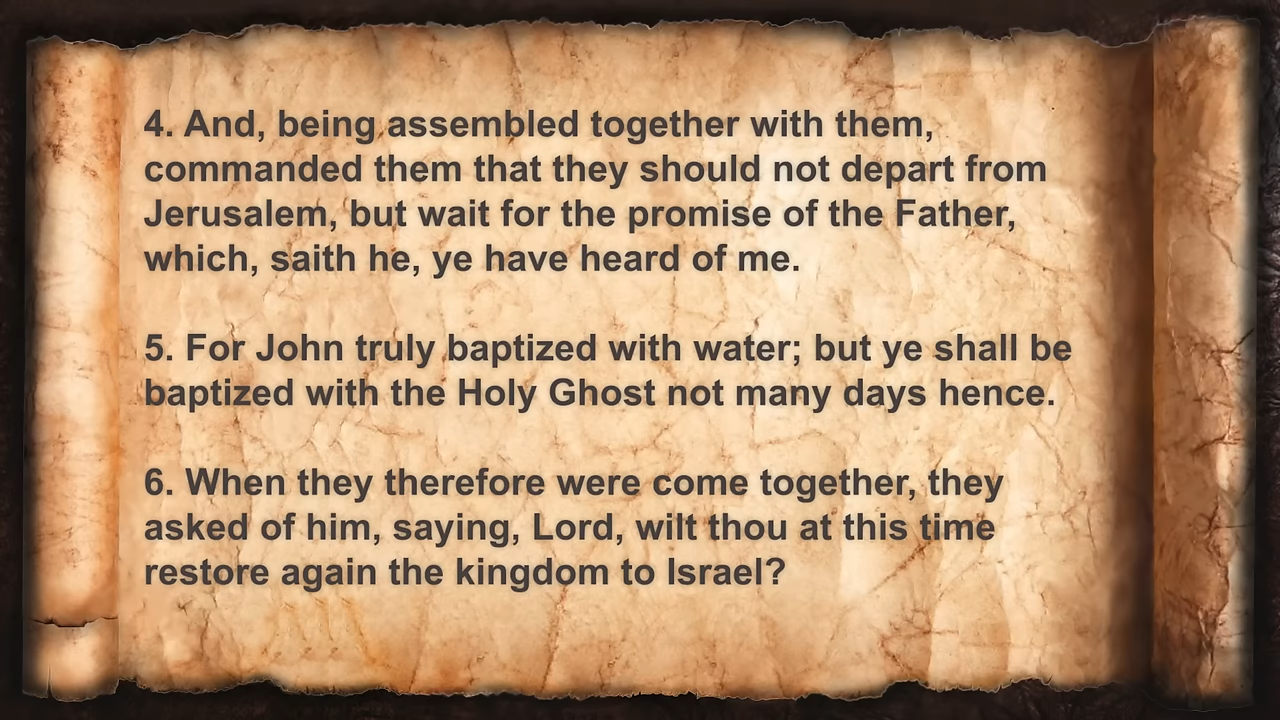 4. And, being assembled together with them,
commanded them that they should not depart from
Jerusalem, but wait for the promise of the Father,
which, saith he, ye have heard of me.
5. For John truly baptized with water; but ye shall be
baptized with the Holy Ghost not many days hence.
6. When they therefore were come together, they
asked of him, saying, Lord, wilt thou at this time
restore again the kingdom to Israel?